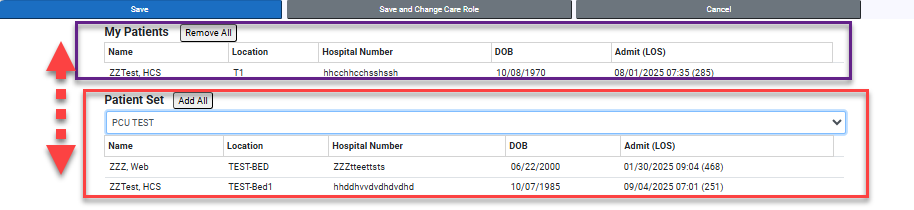 Save Save and Change Care Role Cancel
My Patients Remove All
Name Location Hospital Number DOB Admit (LOS)
ZZTest, HCS T1 hhcchhcchsshssh 10/08/1970 08/01/2025 07:35 (285)
Patient Set Add All
PCU TEST
Name Location Hospital Number DOB Admit (LOS)
ZZZ, Web TEST-BED ZZZtteettsts 06/22/2000 01/30/2025 09:04 (468)
ZZTest, HCS TEST-Bed1 hhddhvvdvdhdvdhd 10/07/1985 09/04/2025 07:01 (251)